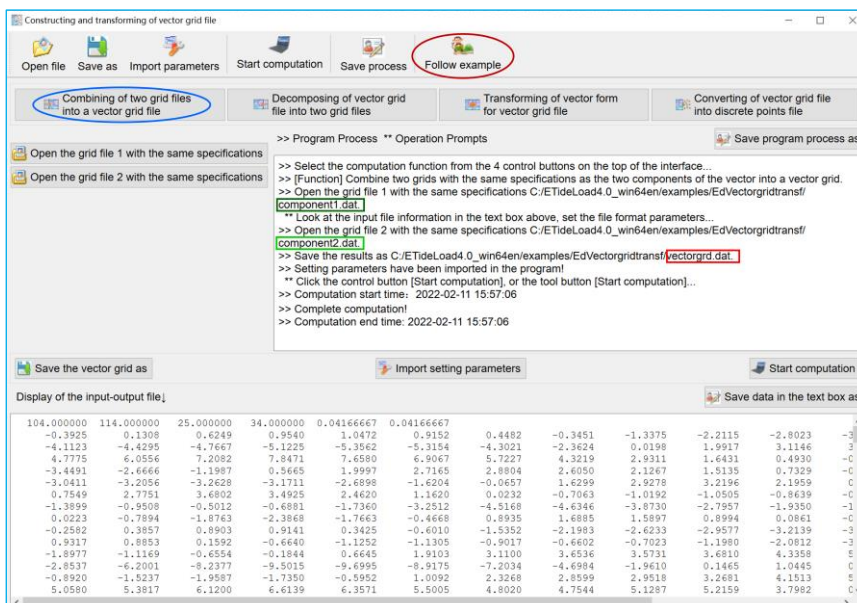 Constructing and transforming of vector grid file
Open file Save as Import parameters Start computation Save process Follow example
Combining of two grid files
into a vector grid file
Decomposing of vector grid
file into two grid files
Transforming of vector form
for vector grid file
Converting of vector grid file
into discrete points file
Open the grid file 1 with the same specifications
Open the grid file 2 with the same specifications
>> Program Process ** Operation Prompts
Save program process as
>> Select the computation function from the 4 control buttons on the top of the interface...
>> [Function] Combine two grids with the same specifications as the two components of the vector into a vector grid.
>> Open the grid file 1 with the same specifications C:/ETideLoad4.0_win64en/examples/EdVectorgridtransf/
component1.dat.
** Look at the input file information in the text box above, set the file format parameters...
>> Open the grid file 2 with the same specifications C:/ETideLoad4.0_win64en/examples/EdVectorgridtransf/
component2.dat.
>> Save the results as C:/ETideLoad4.0_win64en/examples/EdVectorgridtransf/vectorgrd.dat.
>> Setting parameters have been imported in the program!
** Click the control button [Start computation], or the tool button [Start computation]...
>> Computation start time: 2022-02-11 15:57:06
>> Complete computation!
>> Computation end time: 2022-02-11 15:57:06
Save the vector grid as Import setting parameters Start computation
Display of the input-output file↓ Save data in the text box as
104.000000 114.000000 25.000000 34.000000 0.04166667 0.04166667
-0.3925 0.1308 0.6249 0.9540 1.0472 0.9152 0.4482 -0.3451 -1.3375 -2.2115 -2.8023 -3
-4.1123 -4.4295 -4.7667 -5.1225 -5.3562 -5.3154 -4.3021 -2.3624 0.0198 1.9917 3.1146 3
4.7775 6.0556 7.2082 7.8471 7.6580 6.9067 5.7227 4.3219 2.9311 1.6431 0.4930 -0
-3.4491 -2.6666 -1.1987 0.5665 1.9997 2.7165 2.8804 2.6050 2.1267 1.5135 0.7329 -0
-3.0411 -3.2056 -3.2628 -3.1711 -2.6898 -1.6204 -0.0657 1.6299 2.9278 3.2196 2.1959 0
0.7549 2.7751 3.6802 3.4925 2.4620 1.1620 0.0232 -0.7063 -1.0192 -1.0505 -0.8639 -0
-1.3899 -0.9508 -0.5012 -0.6881 -1.7360 -3.2512 -4.5168 -4.6346 -3.8730 -2.7957 -1.9350 -1
0.0223 -0.7894 -1.8763 -2.3868 -1.7663 -0.4668 0.8935 1.6885 1.5897 0.8994 0.0861 -0
-0.2582 0.3857 0.8903 0.9141 0.3425 -0.6010 -1.5352 -2.1983 -2.6233 -2.9577 -3.2139 -3
0.9317 0.8853 0.1592 -0.6640 -1.1252 -1.1305 -0.9017 -0.6602 -0.7023 -1.1980 -2.0812 -3
-1.8977 -1.1169 -0.6554 -0.1844 0.6645 1.9103 3.1100 3.6536 3.5731 3.6810 4.3358 5
-2.8537 -6.2001 -8.2377 -9.5015 -9.6995 -8.9175 -7.2034 -4.6984 -1.9610 0.1465 1.0445 0
-0.8920 -1.5237 -1.9587 -1.7350 -0.5952 1.0092 2.3268 2.8599 2.9518 3.2681 4.1513 5
5.0580 5.3817 6.1200 6.6139 6.3571 5.5005 4.8020 4.7544 5.1287 5.2159 3.7982 0